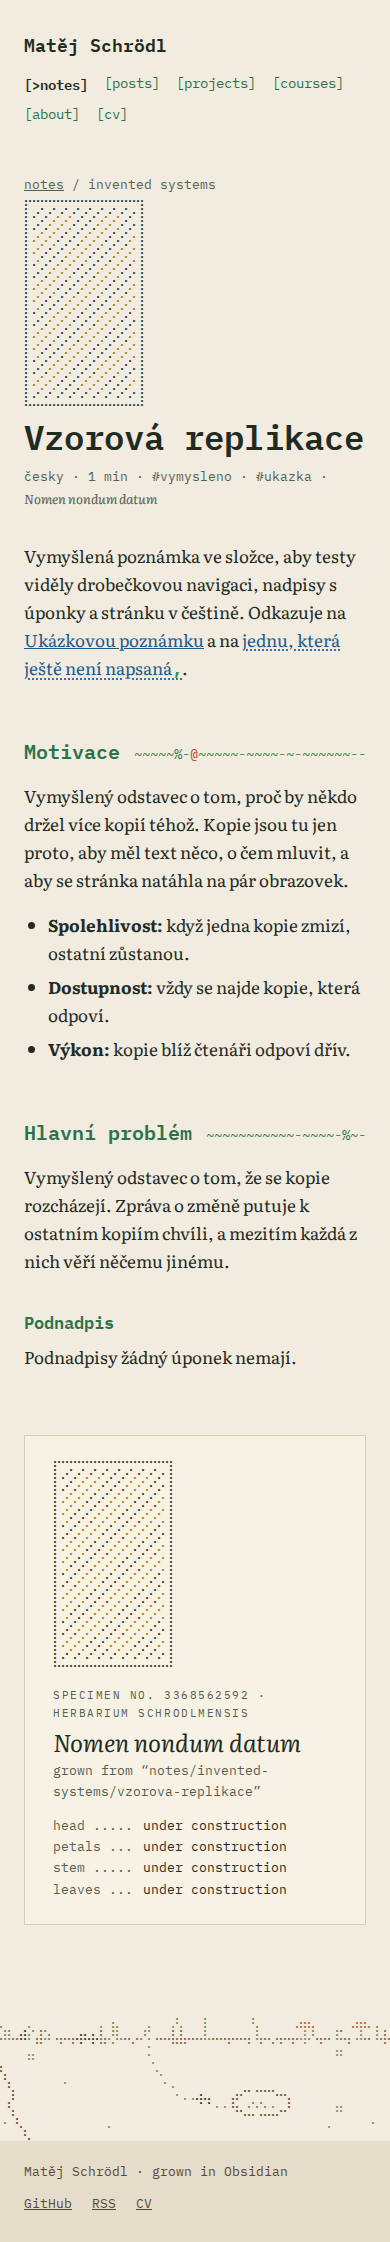 Matěj Schrödl
[>notes] [posts] [projects] [courses]
[about] [cv]
notes / invented systems
Vzorová replikace
česky · 1 min · #vymysleno · #ukazka ·
Nomen nondum datum
Vymyšlená poznámka ve složce, aby testy
viděly drobečkovou navigaci, nadpisy s
úponky a stránku v češtině. Odkazuje na
Ukázkovou poznámku a na jednu, která
ještě není napsaná,.
Motivace ~~~~~%-@~~~~~-~~~~-~-~~~~~~--
Vymyšlený odstavec o tom, proč by někdo
držel více kopií téhož. Kopie jsou tu jen
proto, aby měl text něco, o čem mluvit, a
aby se stránka natáhla na pár obrazovek.
• Spolehlivost: když jedna kopie zmizí,
ostatní zůstanou.
• Dostupnost: vždy se najde kopie, která
odpoví.
• Výkon: kopie blíž čtenáři odpoví dřív.
Hlavní problém ~~~~~~~~~~~-~~~~-%~-
Vymyšlený odstavec o tom, že se kopie
rozcházejí. Zpráva o změně putuje k
ostatním kopiím chvíli, a mezitím každá z
nich věří něčemu jinému.
Podnadpis
Podnadpisy žádný úponek nemají.
SPECIMEN NO. 3368562592 ·
HERBARIUM SCHRODLMENSIS
Nomen nondum datum
grown from “notes/invented-
systems/vzorova-replikace”
head ..... under construction
petals ... under construction
stem ..... under construction
leaves ... under construction
Matěj Schrödl · grown in Obsidian
GitHub RSS CV